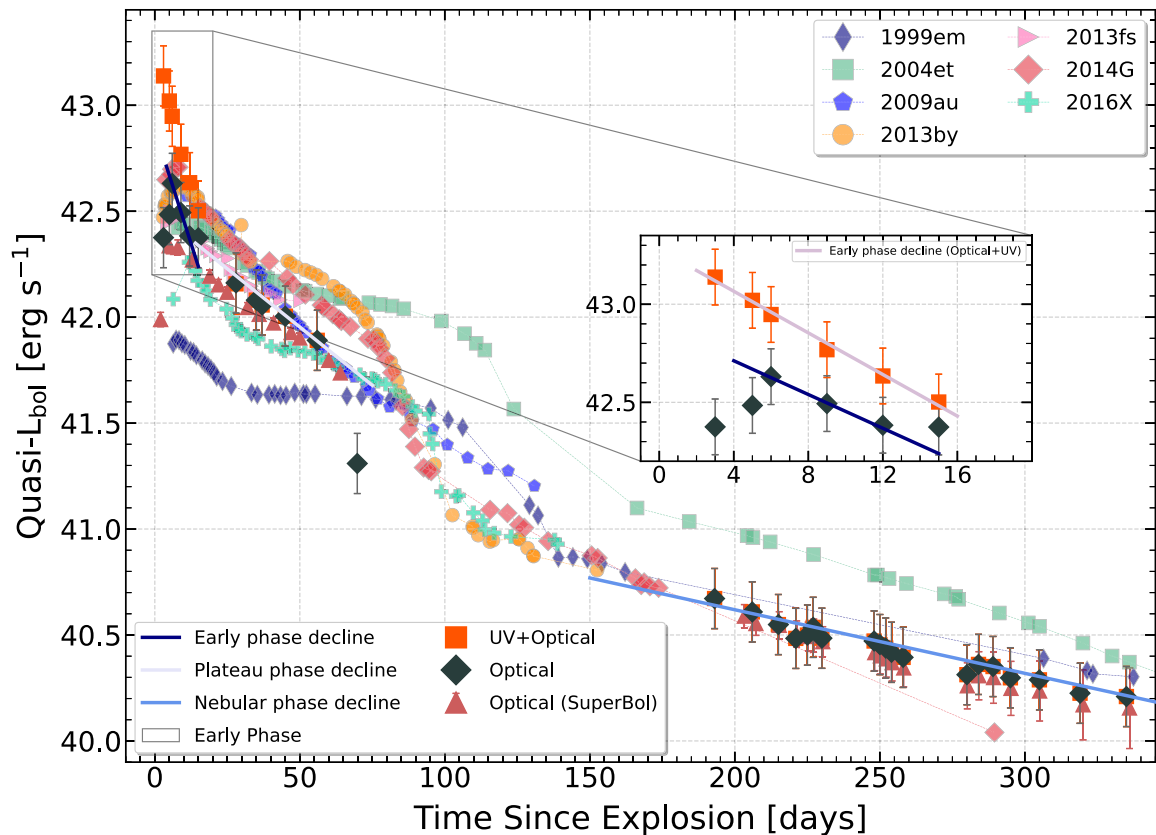 Quasi-L_bol [erg s⁻¹]
43.0
42.5
42.0
41.5
41.0
40.5
40.0
1999em
2004et
2009au
2013by
2013fs
2014G
2016X
Early phase decline (Optical+UV)
43.0
42.5
0 4 8 12 16
Early phase decline
Plateau phase decline
Nebular phase decline
Early Phase
UV+Optical
Optical
Optical (SuperBol)
0 50 100 150 200 250 300
Time Since Explosion [days]